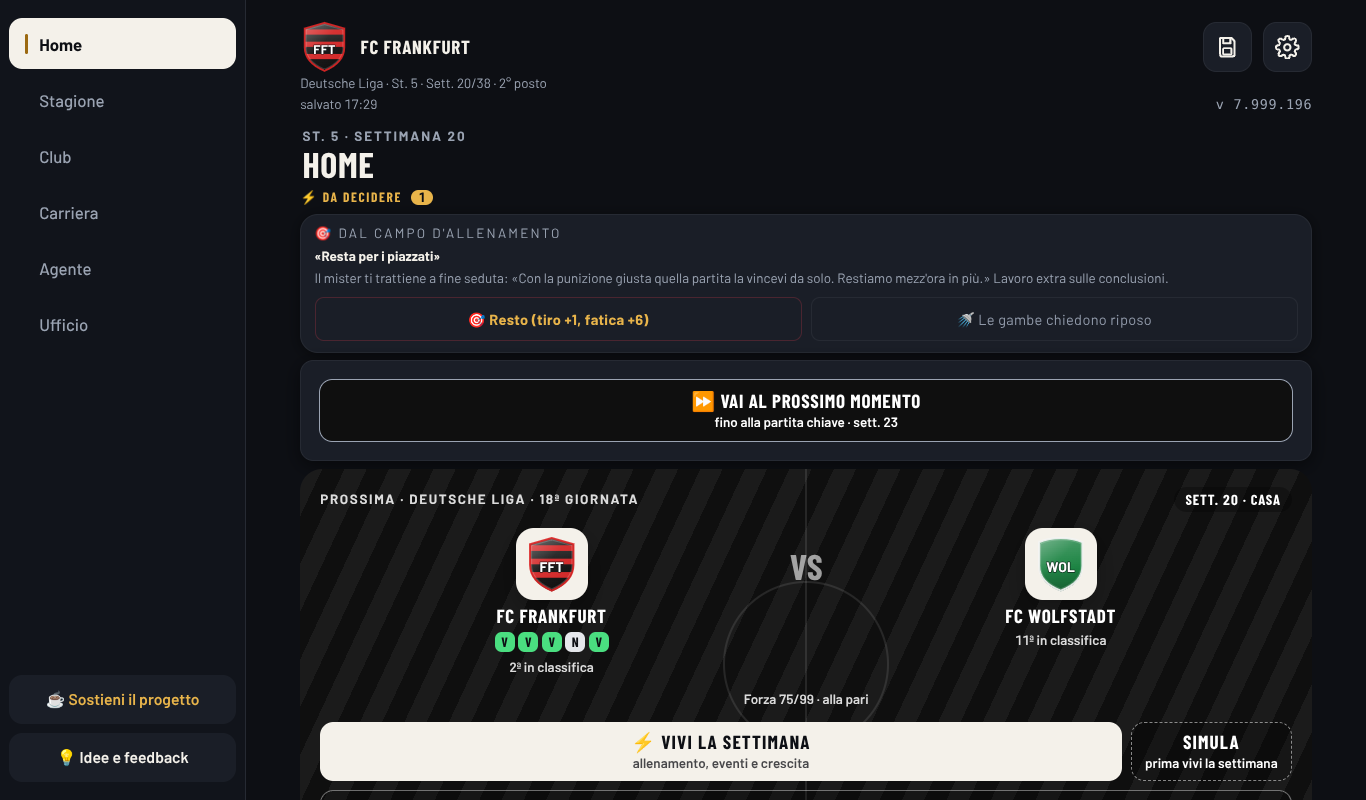 Home
Stagione
Club
Carriera
Agente
Ufficio
☕ Sostieni il progetto
💡 Idee e feedback
FFT
FC FRANKFURT
Deutsche Liga · St. 5 · Sett. 20/38 · 2° posto
salvato 17:29
v 7.999.196
ST. 5 · SETTIMANA 20
HOME
⚡ DA DECIDERE 1
🎯 DAL CAMPO D'ALLENAMENTO
«Resta per i piazzati»
Il mister ti trattiene a fine seduta: «Con la punizione giusta quella partita la vincevi da solo. Restiamo mezz'ora in più.» Lavoro extra sulle conclusioni.
🎯 Resto (tiro +1, fatica +6)
🚿 Le gambe chiedono riposo
⏩ VAI AL PROSSIMO MOMENTO
fino alla partita chiave · sett. 23
PROSSIMA · DEUTSCHE LIGA · 18ª GIORNATA
SETT. 20 · CASA
FFT
FC FRANKFURT
V V V N V
2ª in classifica
VS
WOL
FC WOLFSTADT
11ª in classifica
Forza 75/99 · alla pari
⚡ VIVI LA SETTIMANA
allenamento, eventi e crescita
SIMULA
prima vivi la settimana